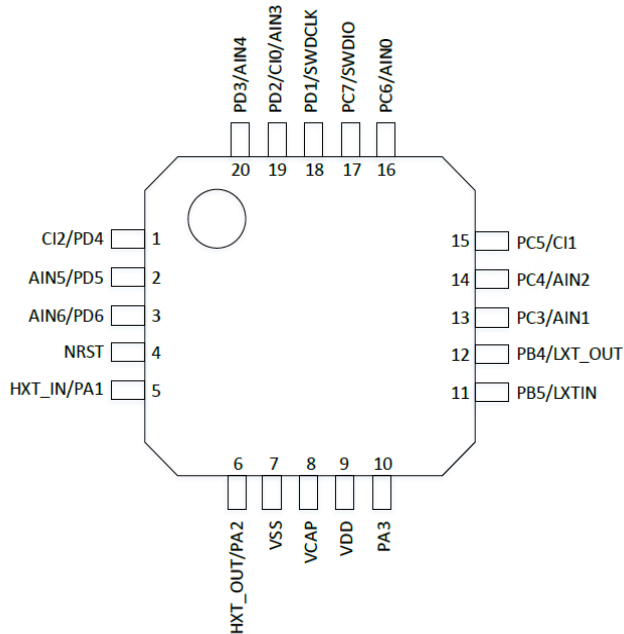 PD3/AIN4
PD2/CI0/AIN3
PD1/SWDCLK
PC7/SWDIO
PC6/AIN0
20 19 18 17 16
CI2/PD4 1
AIN5/PD5 2
AIN6/PD6 3
NRST 4
HXT_IN/PA1 5
15 PC5/CI1
14 PC4/AIN2
13 PC3/AIN1
12 PB4/LXT_OUT
11 PB5/LXTIN
6 7 8 9 10
HXT_OUT/PA2
VSS
VCAP
VDD
PA3